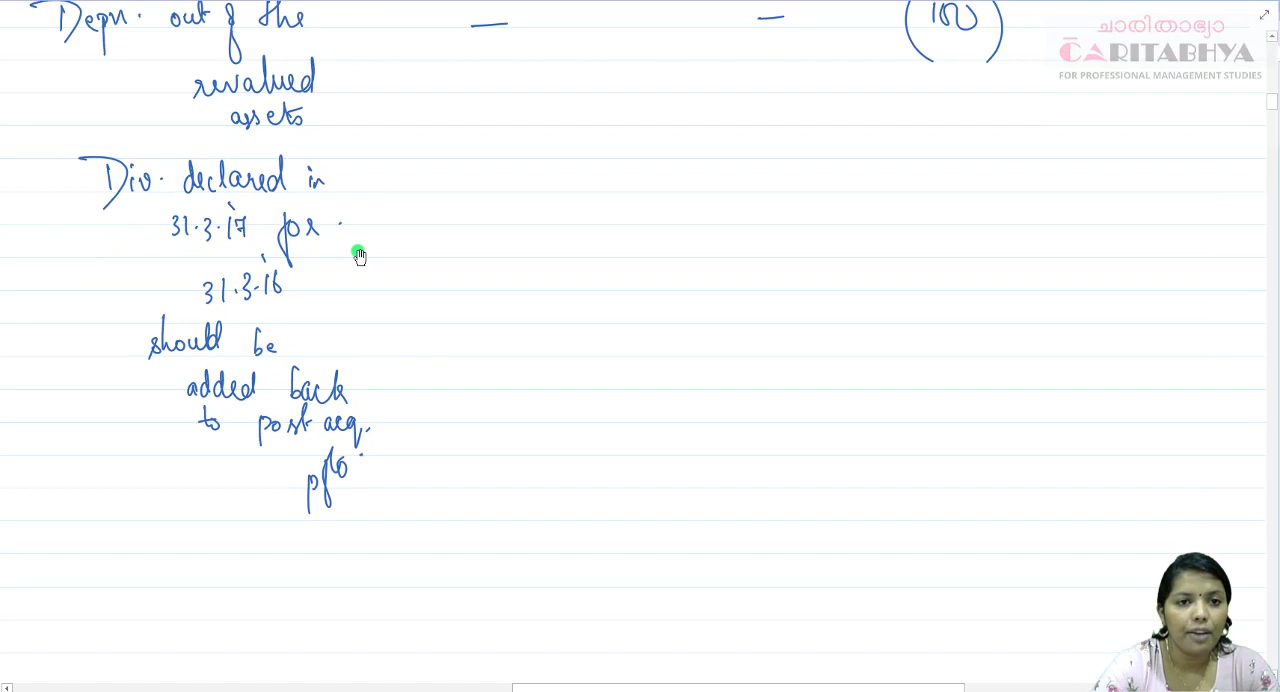 Depn. out of the — — (150)
revalued
assets
Div. declared in
31.3.17 for
31.3.16
should be
added back
to post acq.
pft
ചാരിതാഭ്യാ
CARITABHYA
FOR PROFESSIONAL MANAGEMENT STUDIES